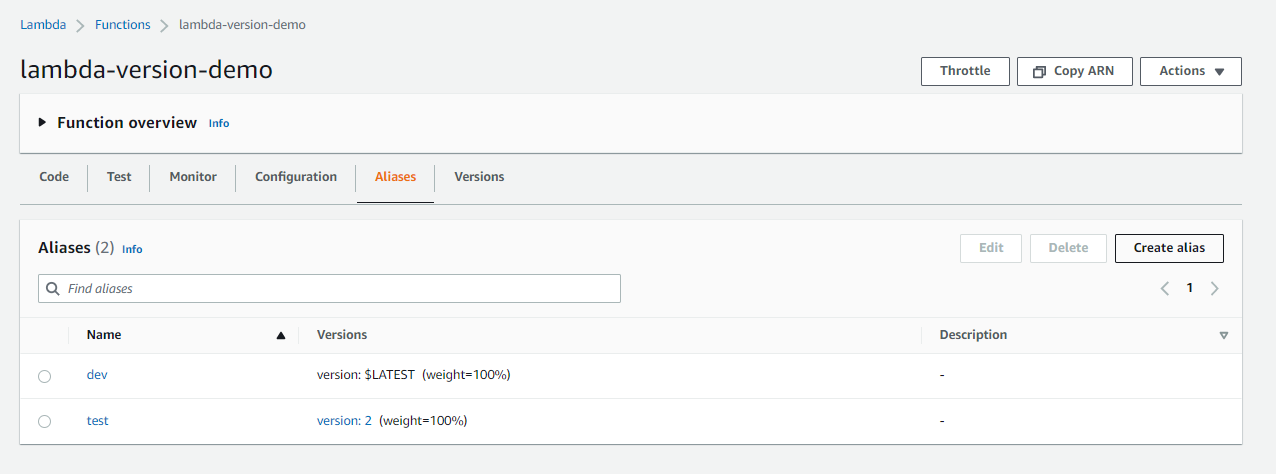 Lambda > Functions > lambda-version-demo
lambda-version-demo
Throttle
Copy ARN
Actions
Function overview Info
Code Test Monitor Configuration Aliases Versions
Aliases (2) Info
Edit
Delete
Create alias
Find aliases
1
Name Versions Description
dev version: $LATEST (weight=100%) -
test version: 2 (weight=100%) -